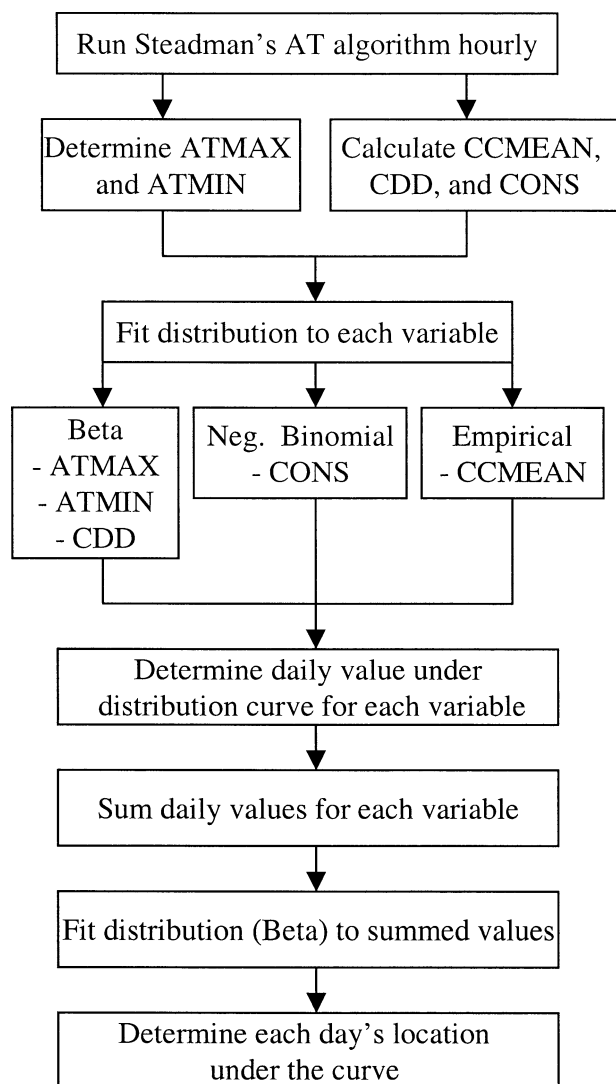 Run Steadman's AT algorithm hourly
Determine ATMAX
and ATMIN
Calculate CCMEAN,
CDD, and CONS
Fit distribution to each variable
Beta
- ATMAX
- ATMIN
- CDD
Neg. Binomial
- CONS
Empirical
- CCMEAN
Determine daily value under
distribution curve for each variable
Sum daily values for each variable
Fit distribution (Beta) to summed values
Determine each day's location
under the curve